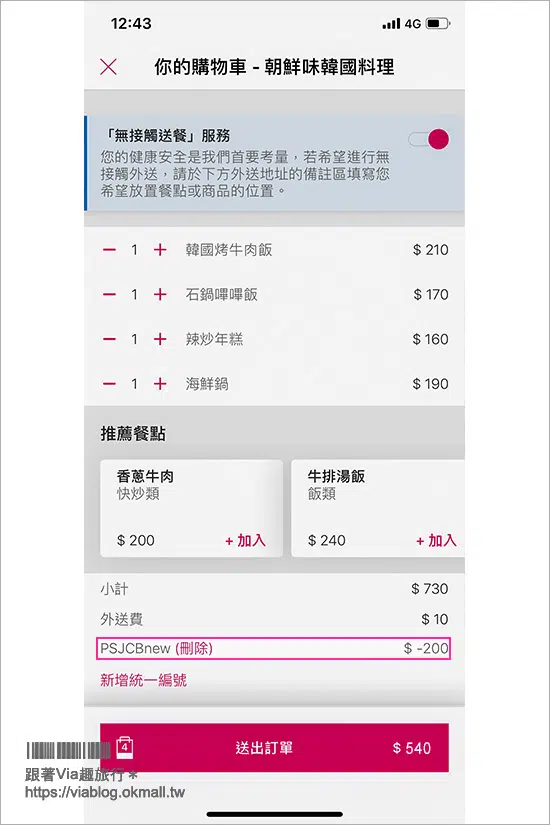 12:43
4G
你的購物車 - 朝鮮味韓國料理
「無接觸送餐」服務
您的健康安全是我們首要考量，若希望進行無
接觸外送，請於下方外送地址的備註區填寫您
希望放置餐點或商品的位置。
1 韓國烤牛肉飯 $ 210
1 石鍋嗶嗶飯 $ 170
1 辣炒年糕 $ 160
1 海鮮鍋 $ 190
推薦餐點
香蔥牛肉
快炒類
$ 200 + 加入
牛排湯飯
飯類
$ 240 + 加入
小計 $ 730
外送費 $ 10
PSJCBnew (刪除) $ -200
新增統一編號
4 送出訂單 $ 540
跟著Via趣旅行＊
https://viablog.okmall.tw